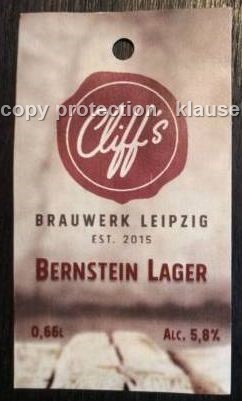 copy protection klause
Cliff's
BRAUWERK LEIPZIG
EST. 2015
BERNSTEIN LAGER
0,66L ALC. 5,8%